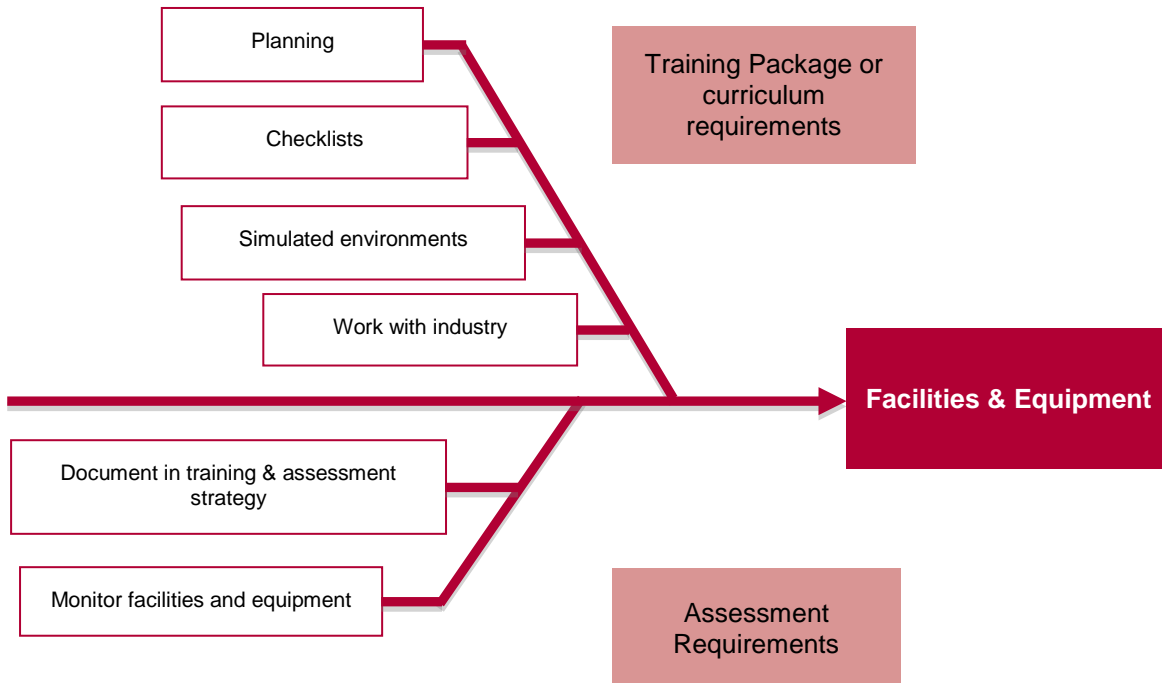 Planning
Training Package or
curriculum
requirements
Checklists
Simulated environments
Work with industry
Facilities & Equipment
Document in training & assessment
strategy
Monitor facilities and equipment
Assessment
Requirements